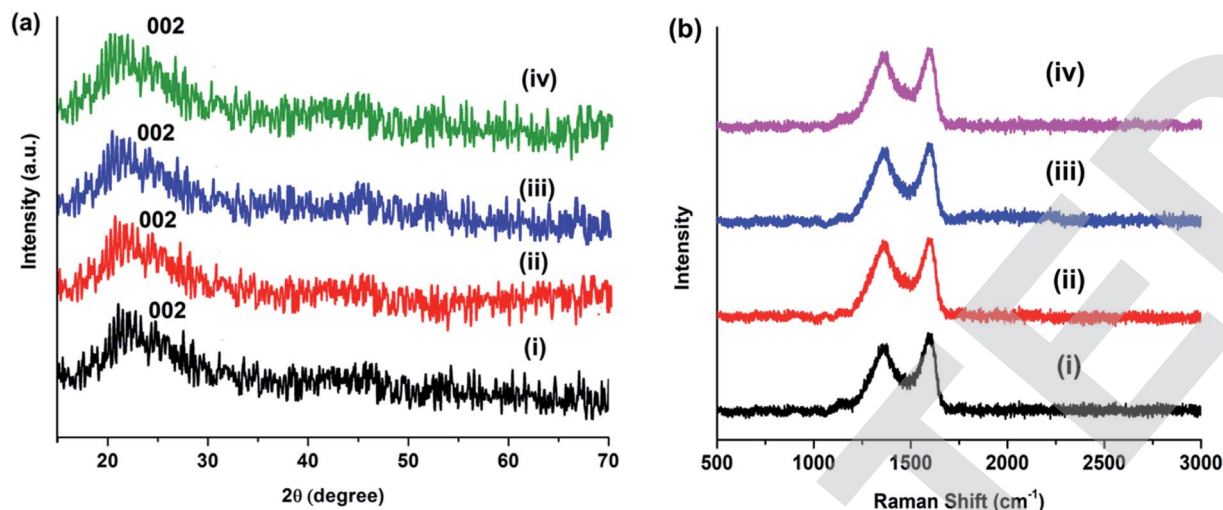 (a)
002
(iv)
002
(iii)
002
(ii)
002
(i)
Intensity (a.u.)
20 30 40 50 60 70
2θ (degree)
(b)
(iv)
(iii)
(ii)
(i)
Intensity
500 1000 1500 2000 2500 3000
Raman Shift (cm⁻¹)